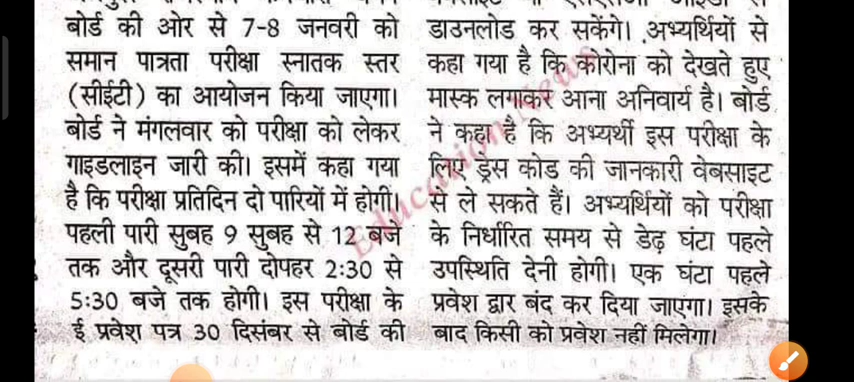 बोर्ड की ओर से 7-8 जनवरी को
समान पात्रता परीक्षा स्नातक स्तर
(सीईटी) का आयोजन किया जाएगा।
बोर्ड ने मंगलवार को परीक्षा को लेकर
गाइडलाइन जारी की। इसमें कहा गया
है कि परीक्षा प्रतिदिन दो पारियों में होगी।
पहली पारी सुबह 9 सुबह से 12 बजे
तक और दूसरी पारी दोपहर 2:30 से
5:30 बजे तक होगी। इस परीक्षा के
ई प्रवेश पत्र 30 दिसंबर से बोर्ड की
डाउनलोड कर सकेंगे। अभ्यर्थियों से
कहा गया है कि कोरोना को देखते हुए
मास्क लगाकर आना अनिवार्य है। बोर्ड
ने कहा है कि अभ्यर्थी इस परीक्षा के
लिए ड्रेस कोड की जानकारी वेबसाइट
से ले सकते हैं। अभ्यर्थियों को परीक्षा
के निर्धारित समय से डेढ़ घंटा पहले
उपस्थिति देनी होगी। एक घंटा पहले
प्रवेश द्वार बंद कर दिया जाएगा। इसके
बाद किसी को प्रवेश नहीं मिलेगा।
Education News